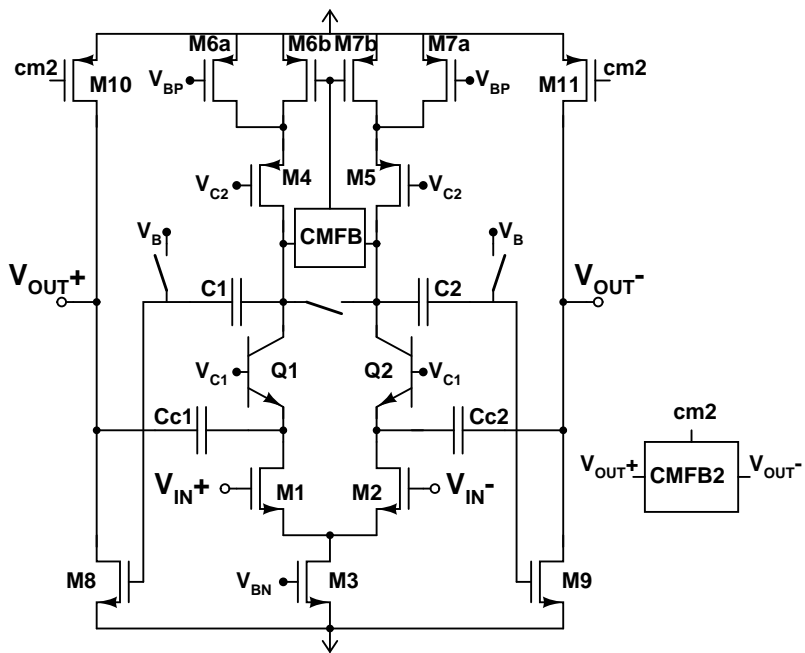 M6a M6b M7b M7a
cm2 M10 V_BP V_BP M11 cm2
V_C2 M4 M5 V_C2
V_B CMFB V_B
V_OUT+ C1 C2 V_OUT-
V_C1 Q1 Q2 V_C1
Cc1 Cc2
cm2
V_IN+ M1 M2 V_IN-
V_OUT+ CMFB2 V_OUT-
M8 V_BN M3 M9